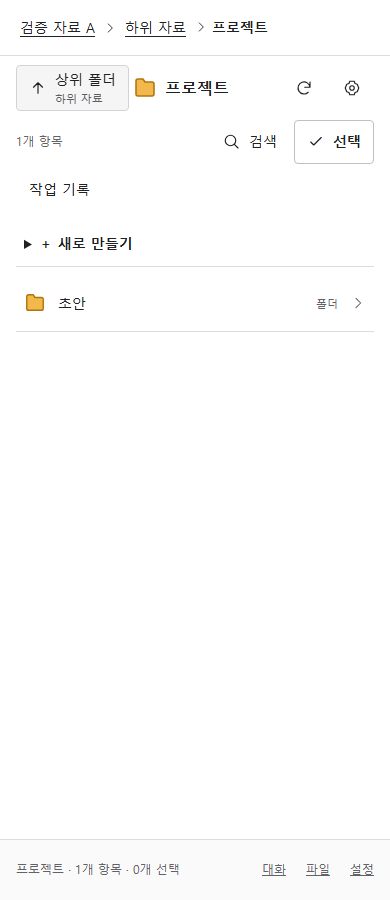 검증 자료 A > 하위 자료 > 프로젝트
상위 폴더
하위 자료
프로젝트
1개 항목
검색
선택
작업 기록
+ 새로 만들기
초안
폴더
프로젝트 · 1개 항목 · 0개 선택
대화
파일
설정